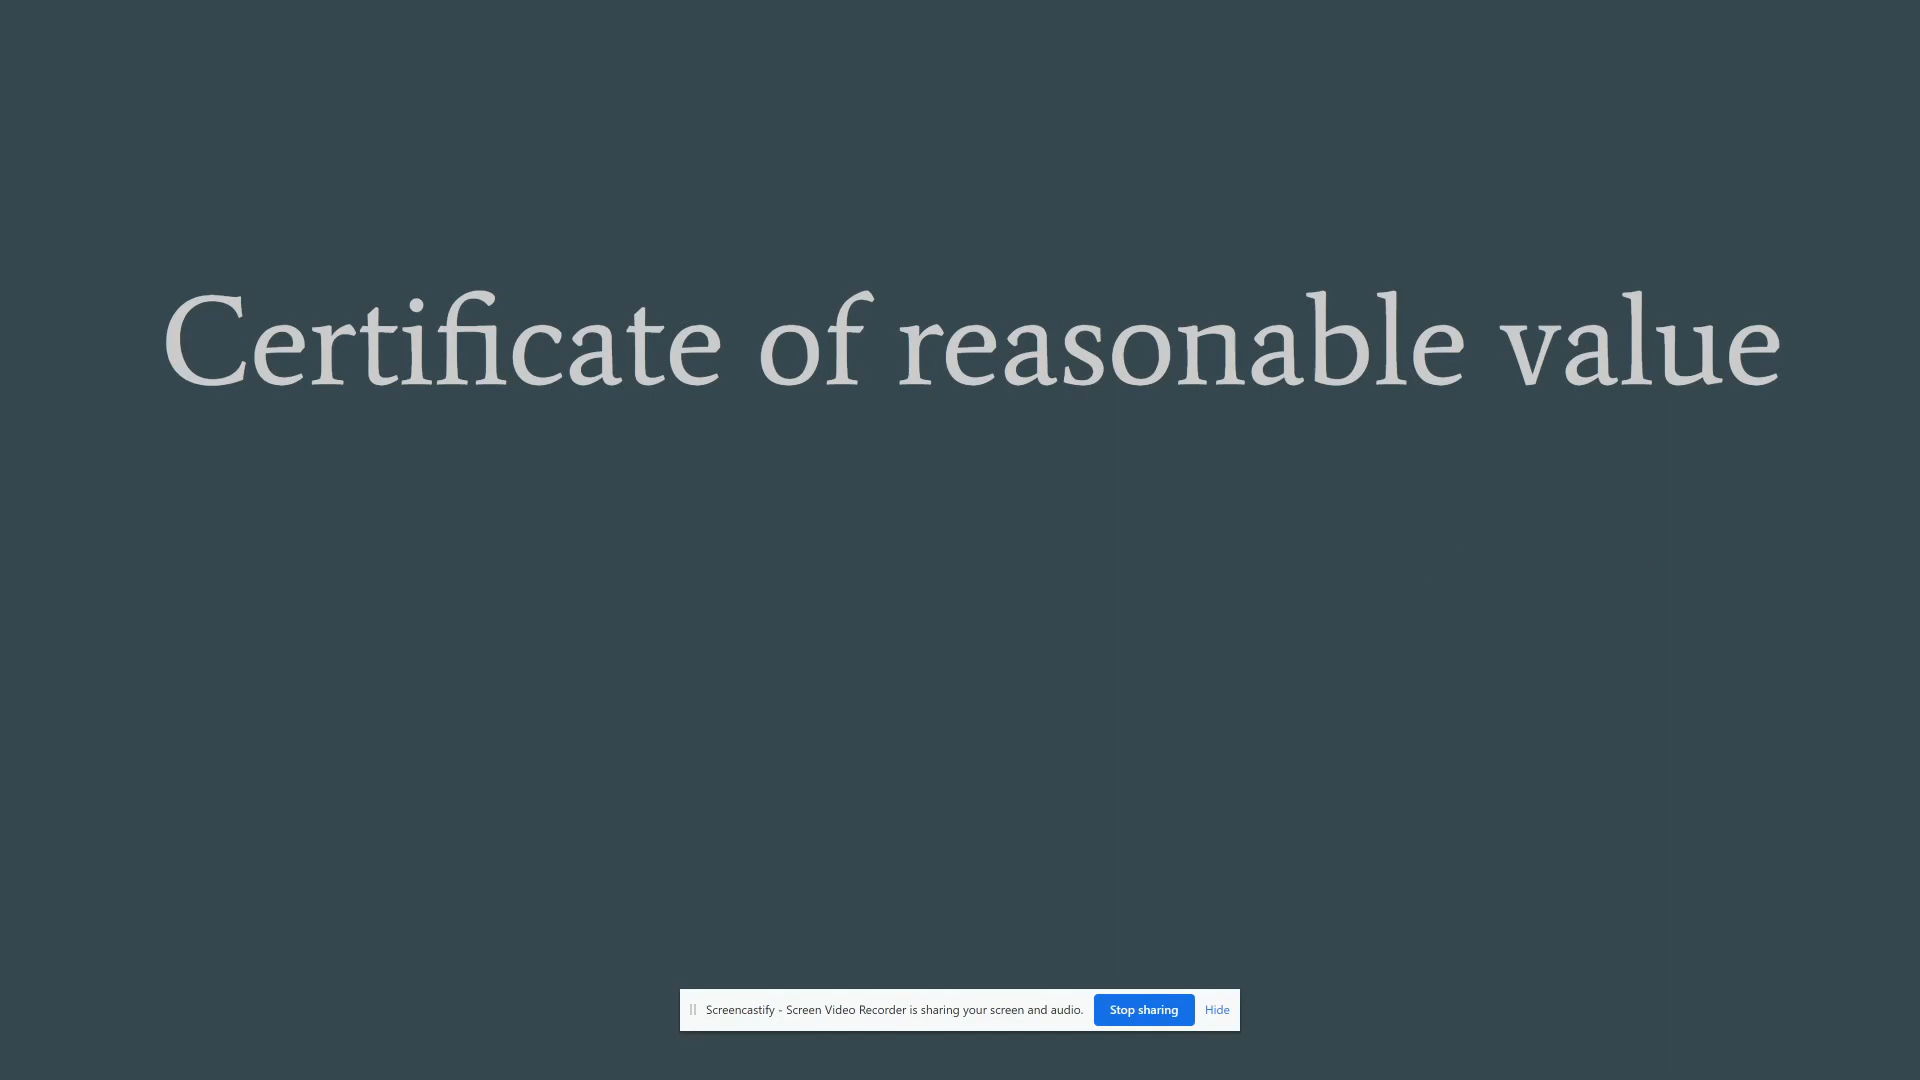 Certificate of reasonable value
Screencastify - Screen Video Recorder is sharing your screen and audio. Stop sharing Hide